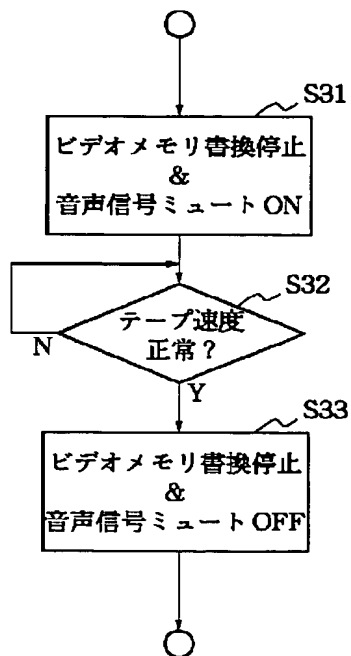 S31
ビデオメモリ書換停止
&
音声信号ミュートON
S32
テープ速度
正常？
N
Y
S33
ビデオメモリ書換停止
&
音声信号ミュートOFF